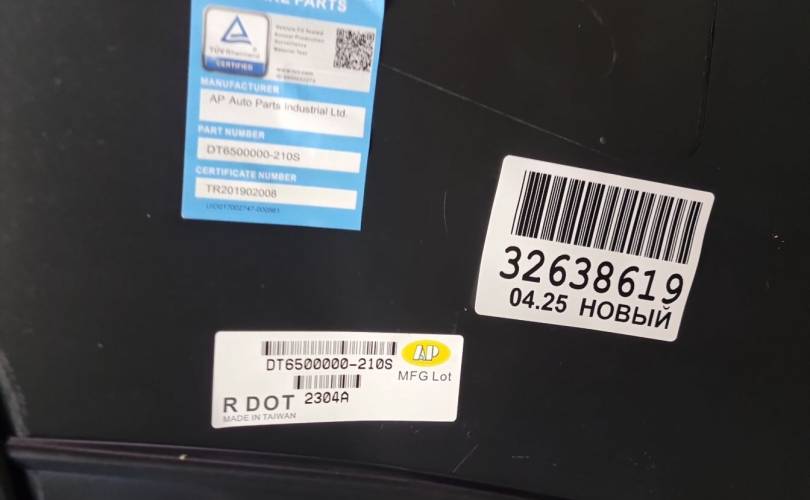 PARTS
TÜV Rheinland
CERTIFIED
MANUFACTURER
AP Auto Parts Industrial Ltd.
PART NUMBER
DT6500000-210S
CERTIFICATE NUMBER
TR201902008
32638619
04.25 НОВЫЙ
DT6500000-210S
AP
MFG Lot
2304A
R DOT
MADE IN TAIWAN